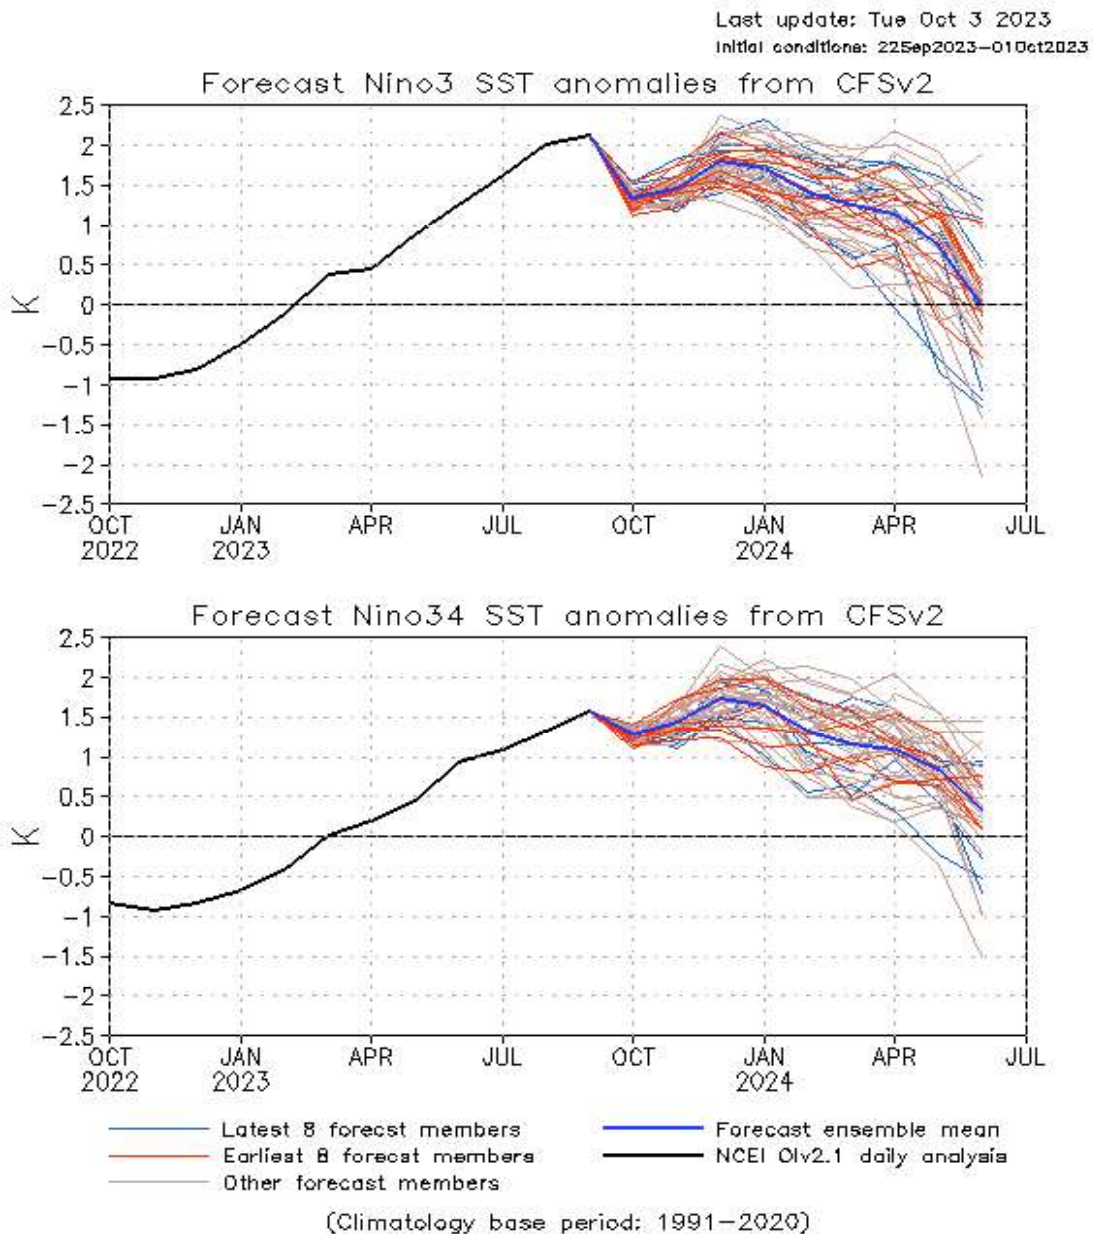 Last update: Tue Oct 3 2023
Initial conditions: 22Sep2023-01Oct2023
Forecast Nino3 SST anomalies from CFSv2
2.5
2
1.5
1
0.5
0
-0.5
-1
-1.5
-2
-2.5
K
OCT JAN APR JUL OCT JAN APR JUL
2022 2023 2024
Forecast Nino34 SST anomalies from CFSv2
2.5
2
1.5
1
0.5
0
-0.5
-1
-1.5
-2
-2.5
K
OCT JAN APR JUL OCT JAN APR JUL
2022 2023 2024
Latest 8 forecst members Forecast ensemble mean
Earliest 8 forecst members NCEI OIv2.1 daily analysis
Other forecast members
(Climatology base period: 1991-2020)